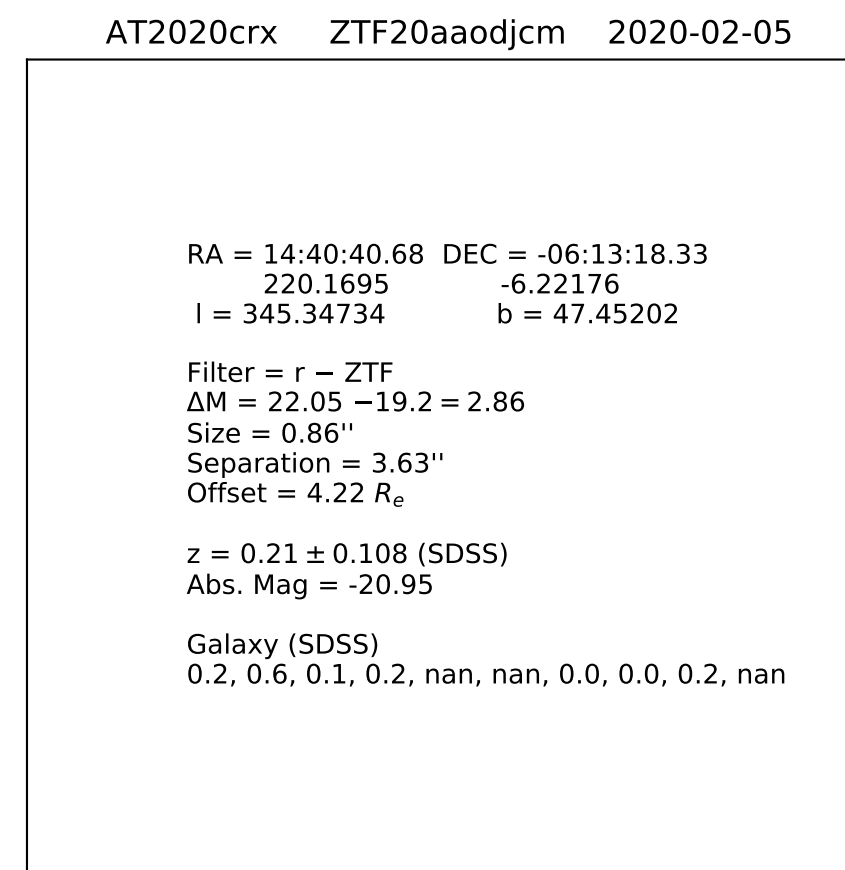 AT2020crx ZTF20aaodjcm 2020-02-05
RA = 14:40:40.68 DEC = -06:13:18.33
220.1695 -6.22176
l = 345.34734 b = 47.45202
Filter = r − ZTF
ΔM = 22.05 −19.2 = 2.86
Size = 0.86''
Separation = 3.63''
Offset = 4.22 Rₑ
z = 0.21 ± 0.108 (SDSS)
Abs. Mag = -20.95
Galaxy (SDSS)
0.2, 0.6, 0.1, 0.2, nan, nan, 0.0, 0.0, 0.2, nan